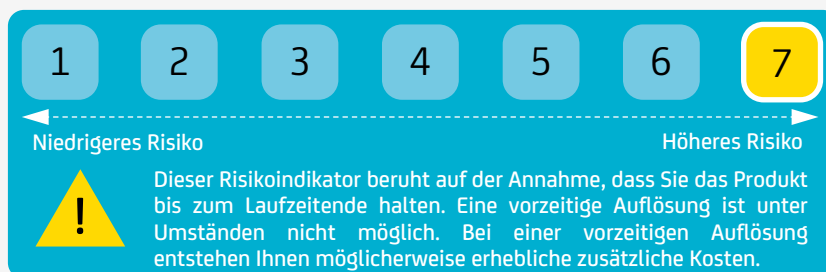 1 2 3 4 5 6 7
Niedrigeres Risiko Höheres Risiko
!
Dieser Risikoindikator beruht auf der Annahme, dass Sie das Produkt
bis zum Laufzeitende halten. Eine vorzeitige Auflösung ist unter
Umständen nicht möglich. Bei einer vorzeitigen Auflösung
entstehen Ihnen möglicherweise erhebliche zusätzliche Kosten.